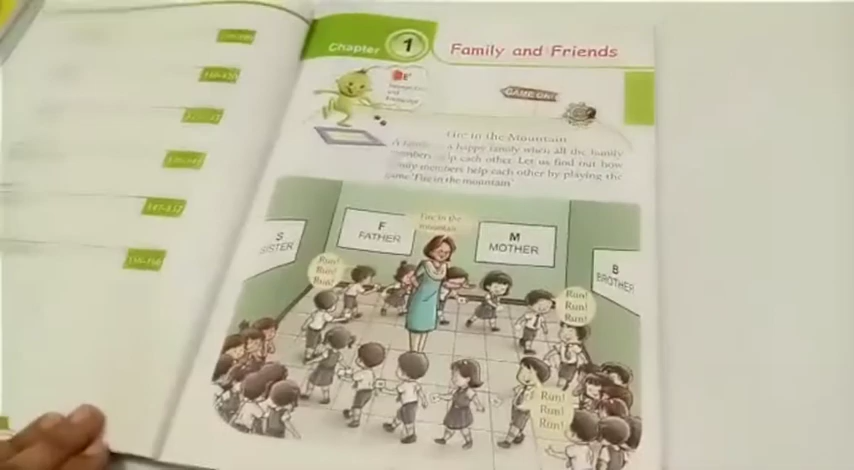 Chapter 1
Family and Friends
GAME ON!
Fire in the Mountain
A family a happy family when all the family
members help each other. Let us find out how
family members help each other by playing the
game 'Fire in the mountain'
Fire in the
mountain
S
SISTER
F
FATHER
M
MOTHER
B
BROTHER
Run!
Run!
Run!
Run!
Run!
Run!
Run!
Run!
Run!